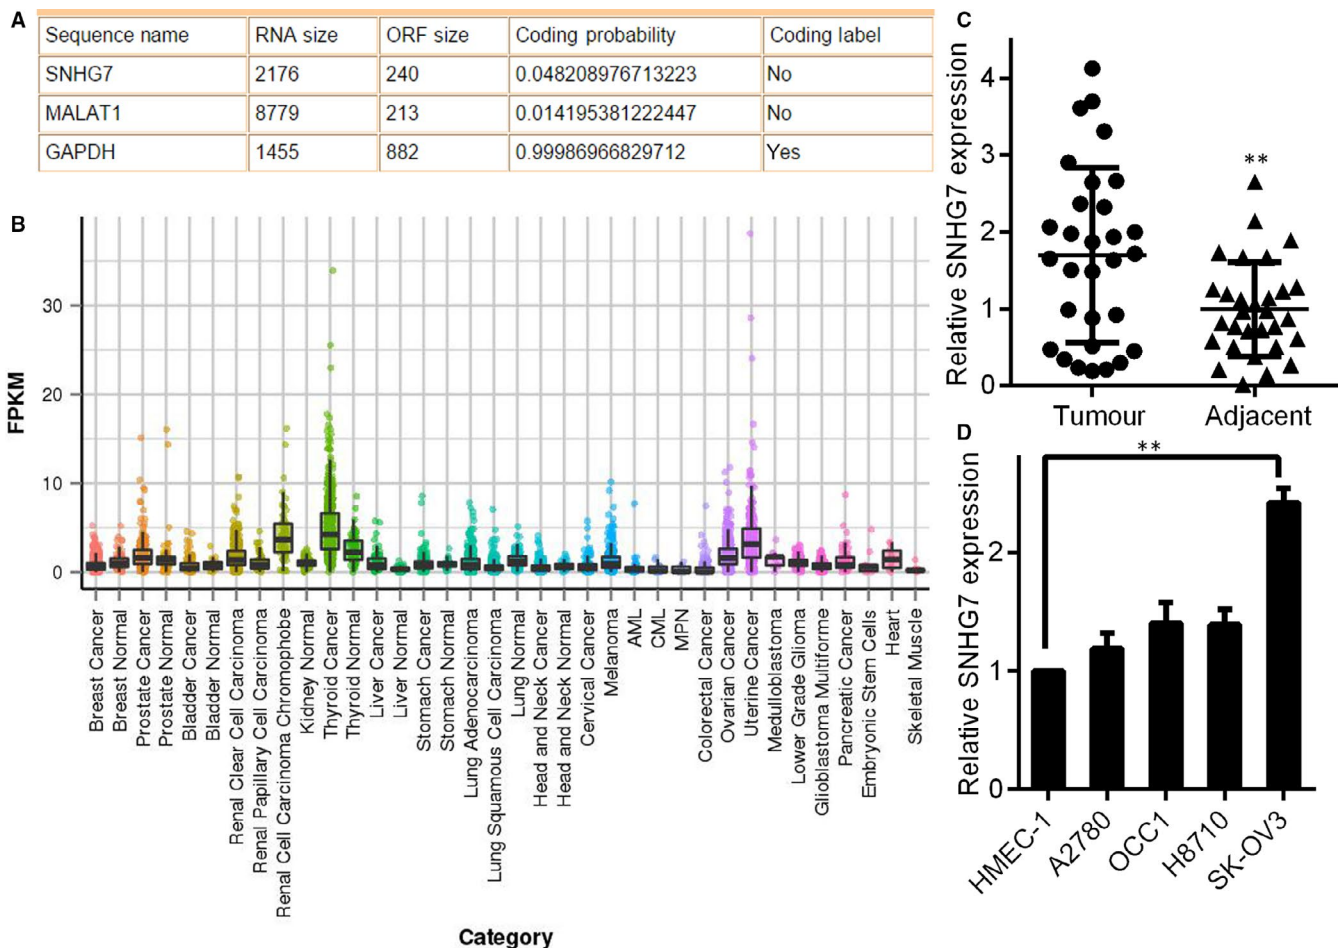 A
Sequence name RNA size ORF size Coding probability Coding label
SNHG7 2176 240 0.048208976713223 No
MALAT1 8779 213 0.014195381222447 No
GAPDH 1455 882 0.99986966829712 Yes
B
FPKM
30
20
10
0
Breast Cancer
Breast Normal
Prostate Cancer
Prostate Normal
Bladder Cancer
Bladder Normal
Renal Clear Cell Carcinoma
Renal Papillary Cell Carcinoma
Renal Cell Carcinoma Chromophobe
Kidney Normal
Thyroid Cancer
Thyroid Normal
Liver Cancer
Liver Normal
Stomach Cancer
Stomach Normal
Lung Adenocarcinoma
Lung Squamous Cell Carcinoma
Lung Normal
Head and Neck Cancer
Head and Neck Normal
Cervical Cancer
Melanoma
AML
CML
MPN
Colorectal Cancer
Ovarian Cancer
Uterine Cancer
Medulloblastoma
Lower Grade Glioma
Glioblastoma Multiforme
Pancreatic Cancer
Embryonic Stem Cells
Heart
Skeletal Muscle
Category
C
Relative SNHG7 expression
4
3
2
1
0
**
Tumour Adjacent
D
Relative SNHG7 expression
**
2
1
0
HMEC-1
A2780
OCC1
H8710
SK-OV3